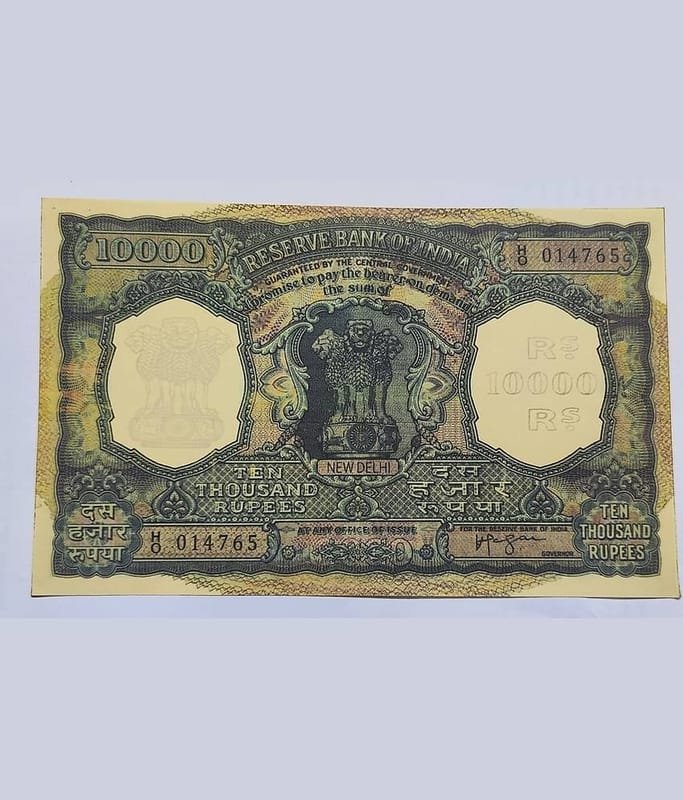 10000
RESERVE BANK OF INDIA
H/O 014765
GUARANTEED BY THE CENTRAL GOVERNMENT
promise to pay the bearer on demand
the sum of
Rs
10000
Rs
NEW DELHI
TEN
THOUSAND
RUPEES
दस
हजार
रुपया
दस
हजार
रुपया
H/O 014765
AT ANY OFFICE OF ISSUE
FOR THE RESERVE BANK OF INDIA
GOVERNOR
TEN
THOUSAND
RUPEES